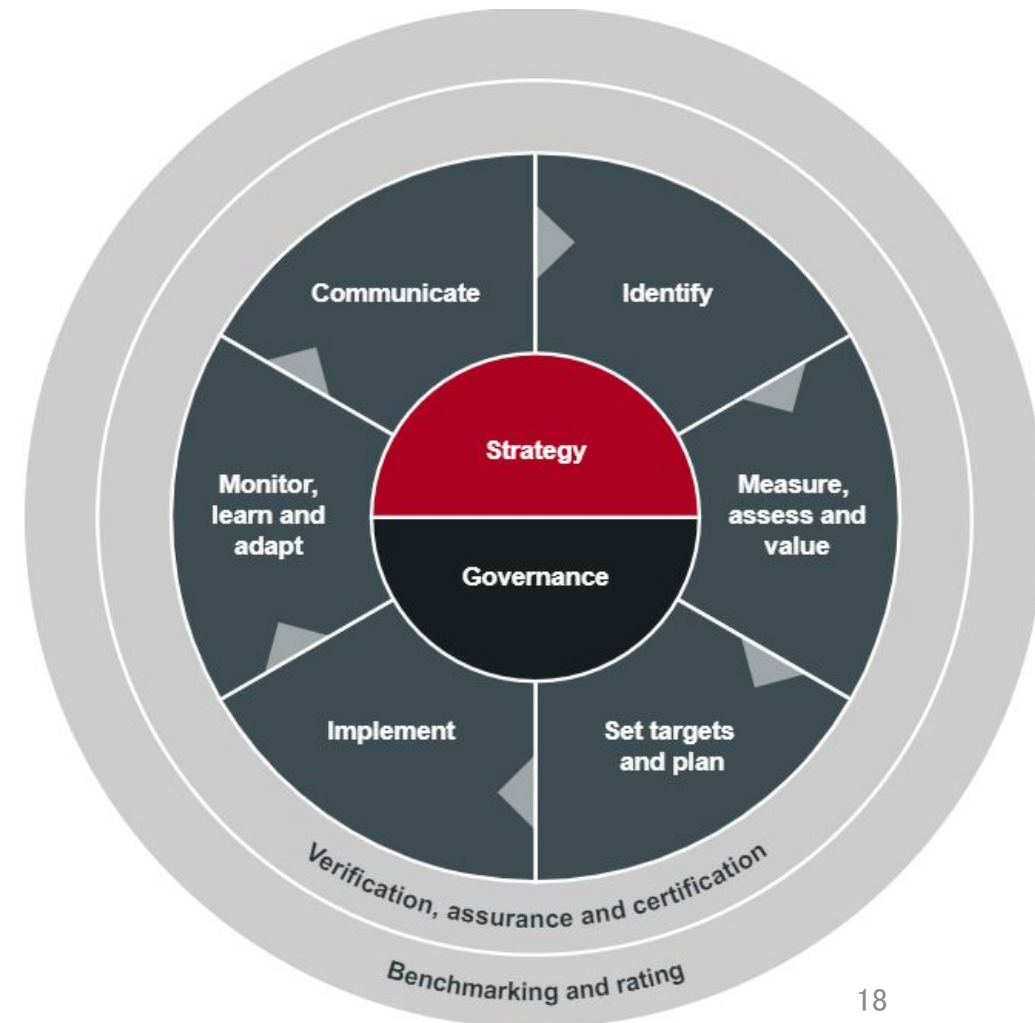 Communicate
Identify
Strategy
Monitor,
learn and
adapt
Measure,
assess and
value
Governance
Implement
Set targets
and plan
Verification, assurance and certification
Benchmarking and rating
18